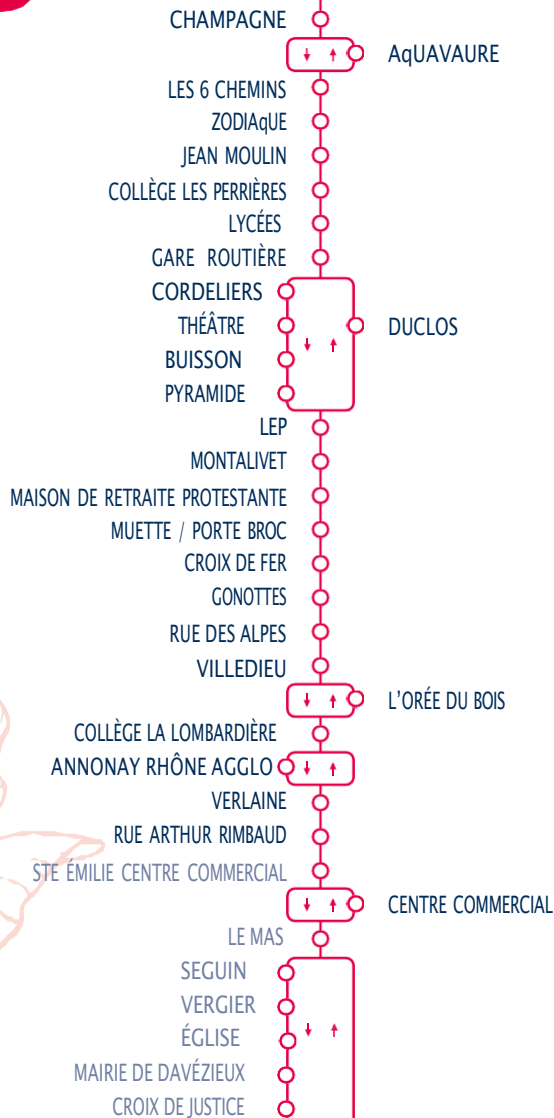 CHAMPAGNE
AqUAVAURE
LES 6 CHEMINS
ZODIAqUE
JEAN MOULIN
COLLÈGE LES PERRIÈRES
LYCÉES
GARE ROUTIÈRE
CORDELIERS
THÉÂTRE
DUCLOS
BUISSON
PYRAMIDE
LEP
MONTALIVET
MAISON DE RETRAITE PROTESTANTE
MUETTE / PORTE BROC
CROIX DE FER
GONOTTES
RUE DES ALPES
VILLEDIEU
L'ORÉE DU BOIS
COLLÈGE LA LOMBARDIÈRE
ANNONAY RHÔNE AGGLO
VERLAINE
RUE ARTHUR RIMBAUD
STE ÉMILIE CENTRE COMMERCIAL
CENTRE COMMERCIAL
LE MAS
SEGUIN
VERGIER
ÉGLISE
MAIRIE DE DAVÉZIEUX
CROIX DE JUSTICE